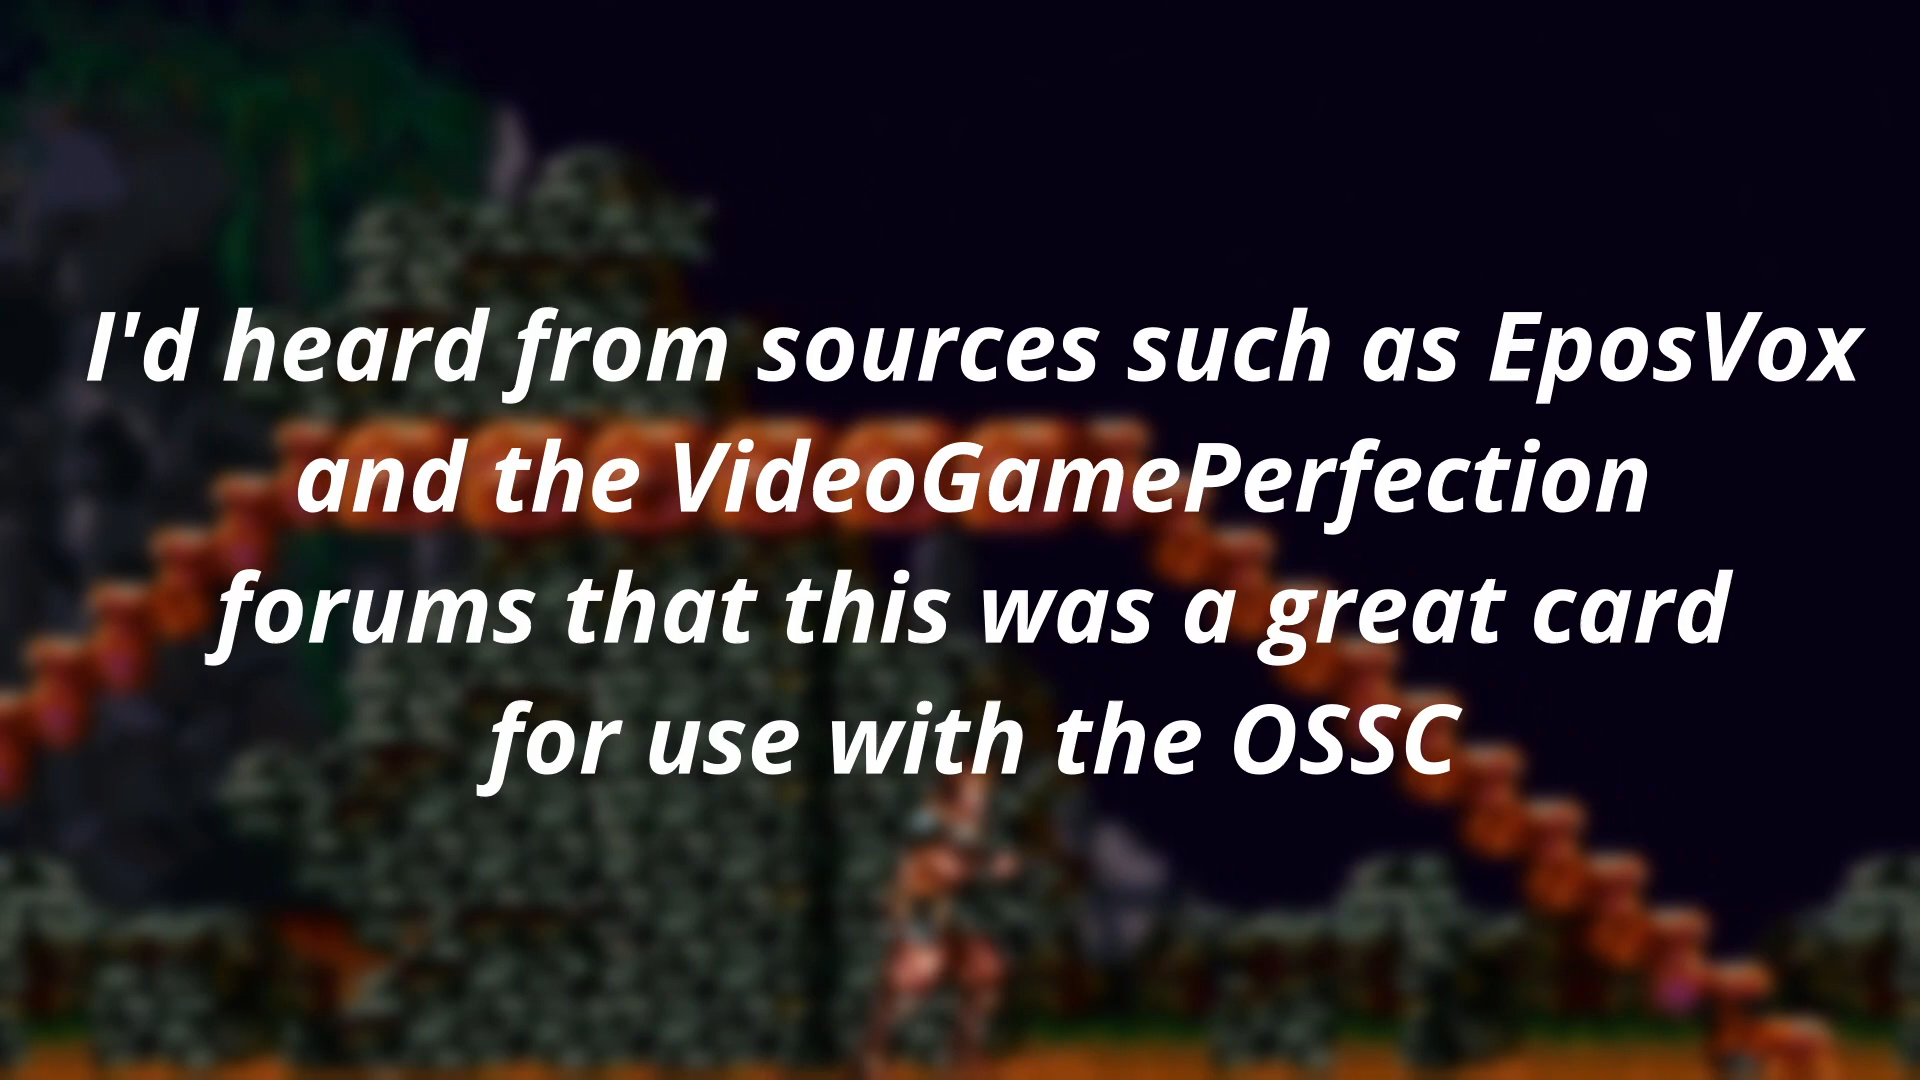 I'd heard from sources such as EposVox
and the VideoGamePerfection
forums that this was a great card
for use with the OSSC